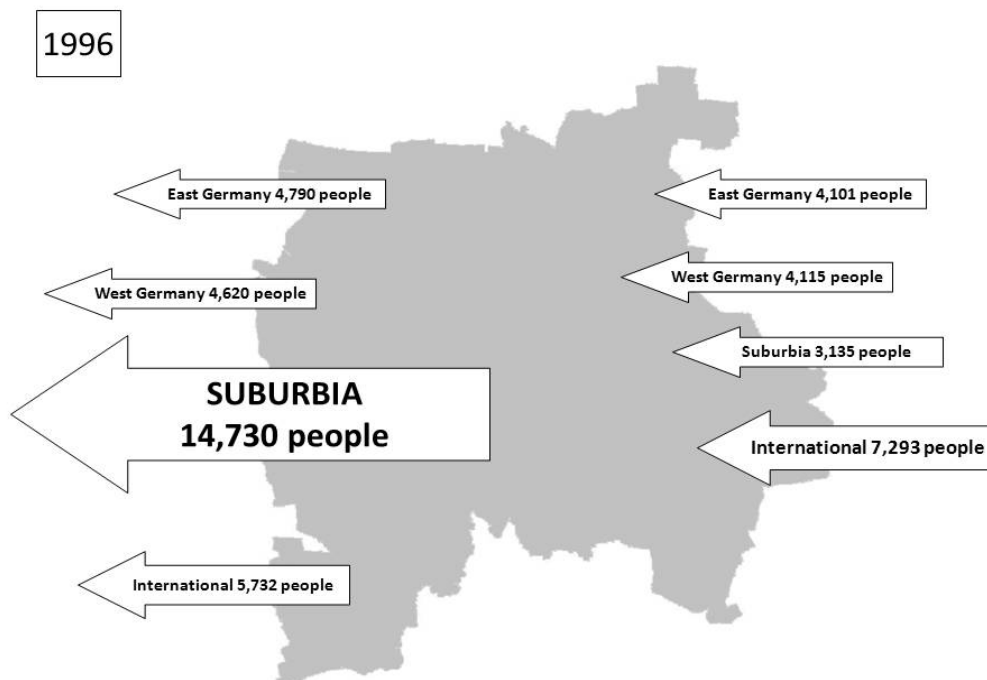 1996
East Germany 4,790 people
East Germany 4,101 people
West Germany 4,620 people
West Germany 4,115 people
Suburbia 3,135 people
SUBURBIA
14,730 people
International 7,293 people
International 5,732 people